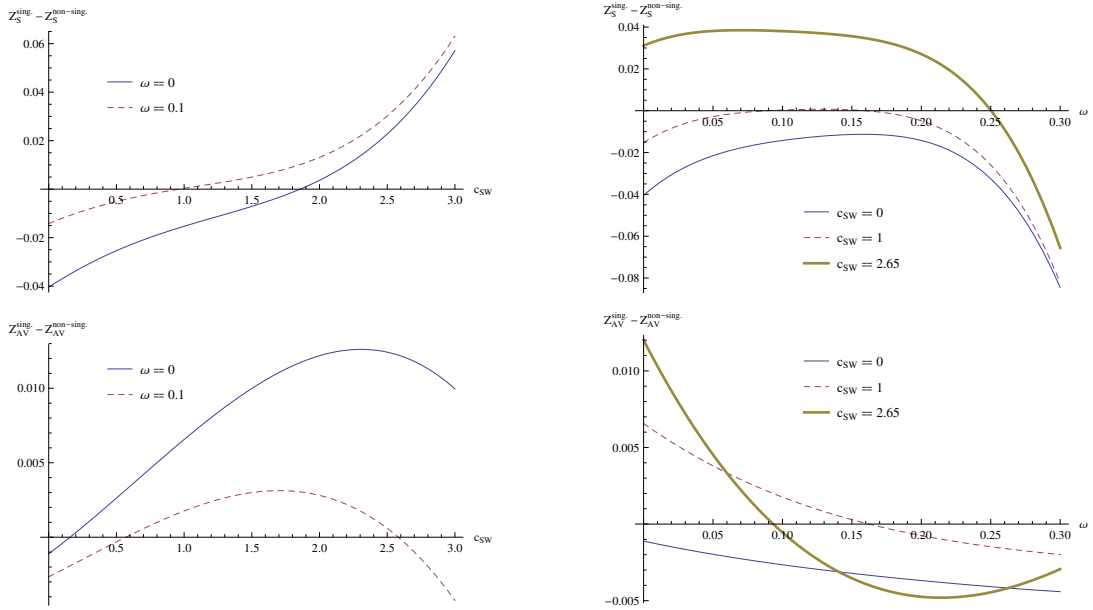 Z_S^sing. − Z_S^non−sing.
0.06
0.04
0.02
−0.02
−0.04
ω == 0
ω == 0.1
0.5 1.0 1.5 2.0 2.5 3.0 c_SW
Z_S^sing. − Z_S^non−sing.
0.04
0.02
−0.02
−0.04
−0.06
−0.08
0.05 0.10 0.15 0.20 0.25 0.30 ω
c_SW == 0
c_SW == 1
c_SW == 2.65
Z_AV^sing. − Z_AV^non−sing.
0.010
0.005
ω == 0
ω == 0.1
0.5 1.0 1.5 2.0 2.5 3.0 c_SW
Z_AV^sing. − Z_AV^non−sing.
0.010
0.005
−0.005
c_SW == 0
c_SW == 1
c_SW == 2.65
0.05 0.10 0.15 0.20 0.25 0.30 ω